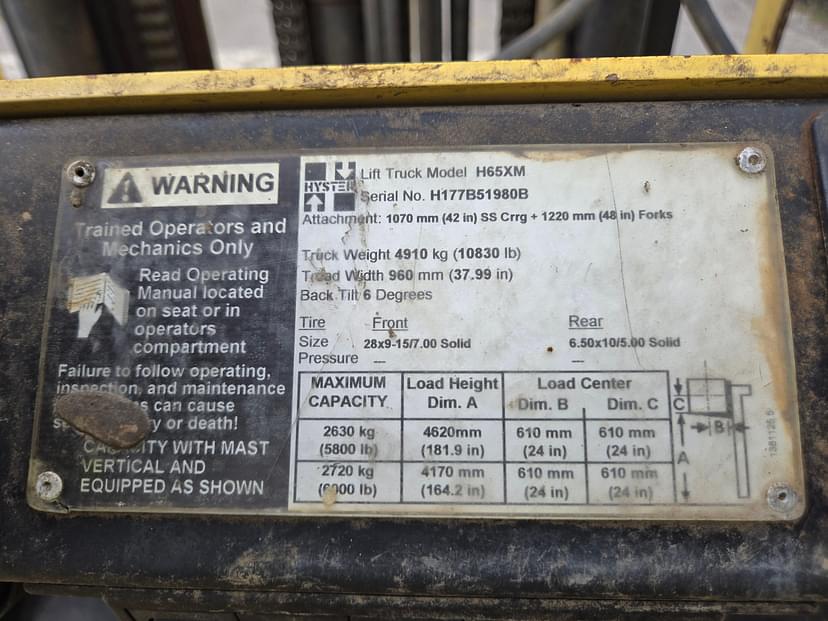 WARNING
Trained Operators and
Mechanics Only
Read Operating
Manual located
on seat or in
operators
compartment
Failure to follow operating,
inspection, and maintenance
can cause
or death!
CAPACITY WITH MAST
VERTICAL AND
EQUIPPED AS SHOWN
HYSTER
Lift Truck Model H65XM
Serial No. H177B51980B
Attachment: 1070 mm (42 in) SS Crrg + 1220 mm (48 in) Forks
Truck Weight 4910 kg (10830 lb)
Tread Width 960 mm (37.99 in)
Back Tilt 6 Degrees
Tire Front Rear
Size 28x9-15/7.00 Solid 6.50x10/5.00 Solid
Pressure — —
MAXIMUM CAPACITY Load Height Dim. A Load Center Dim. B Dim. C
2630 kg 4620mm 610 mm 610 mm
(5800 lb) (181.9 in) (24 in) (24 in)
2720 kg 4170 mm 610 mm 610 mm
(6000 lb) (164.2 in) (24 in) (24 in)
C
B
A